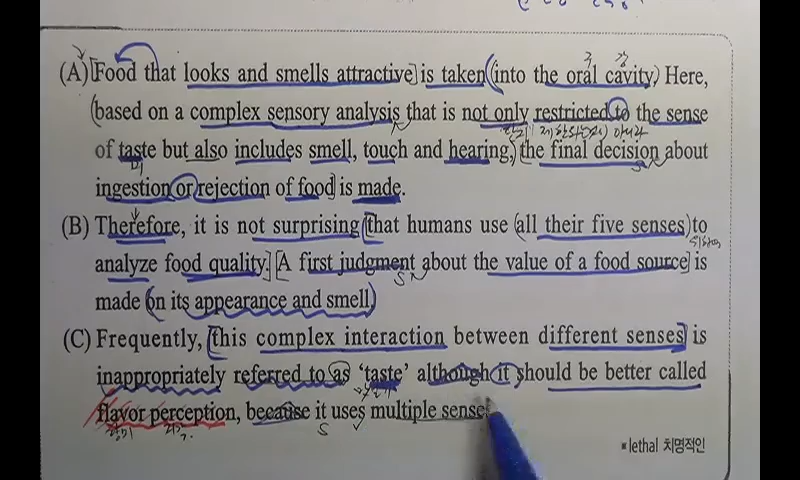 (A) Food that looks and smells attractive is taken into the oral cavity. Here,
based on a complex sensory analysis that is not only restricted to the sense
of taste but also includes smell, touch and hearing, the final decision about
ingestion or rejection of food is made.
(B) Therefore, it is not surprising that humans use all their five senses to
analyze food quality. A first judgment about the value of a food source is
made on its appearance and smell.
(C) Frequently, this complex interaction between different senses is
inappropriately referred to as ‘taste’ although it should be better called
flavor perception, because it uses multiple sense
*lethal 치명적인